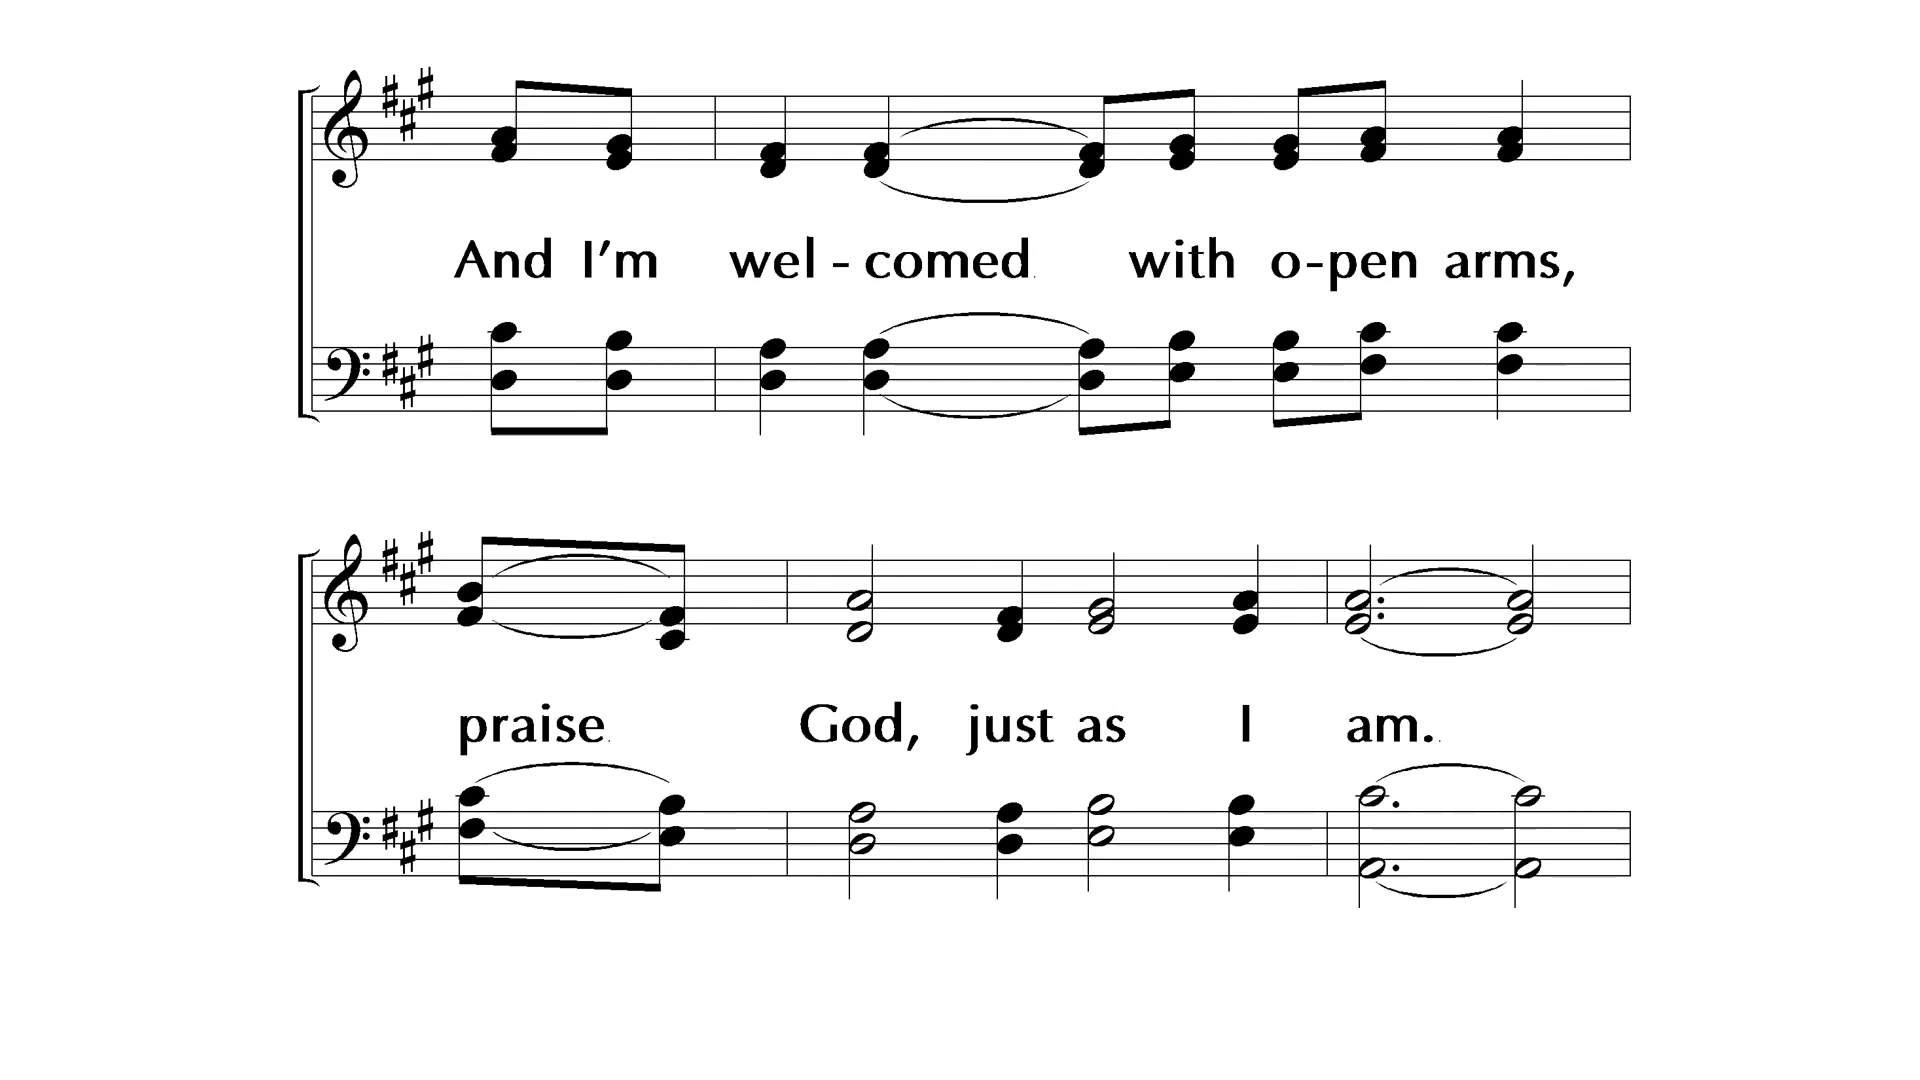 And I’m wel - comed with o-pen arms,
praise God, just as I am.